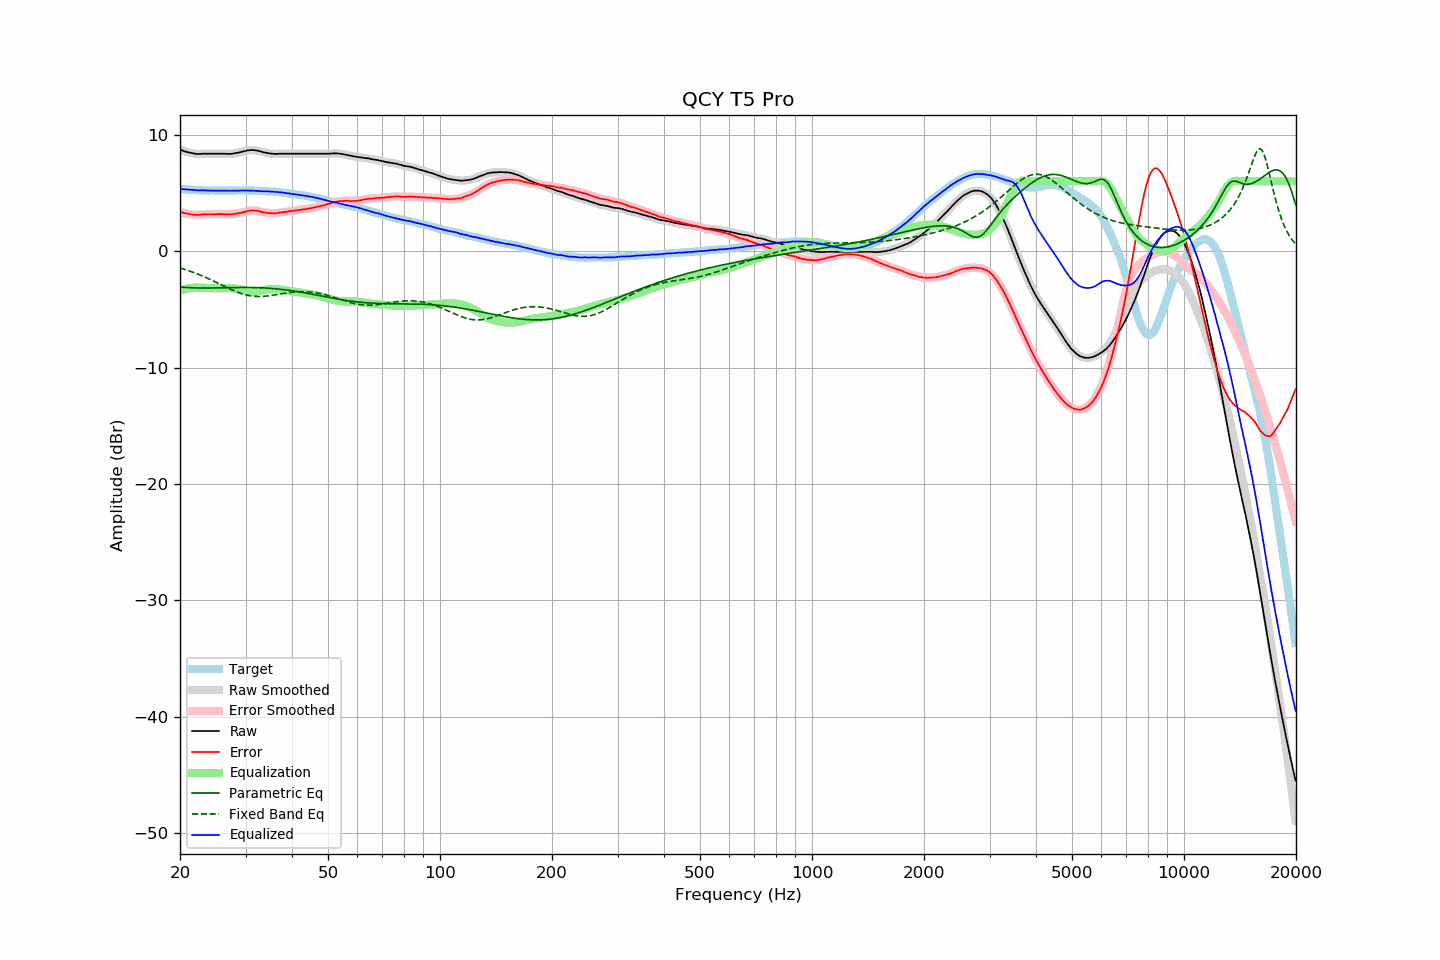 QCY T5 Pro
Amplitude (dBr)
10
0
−10
−20
−30
−40
−50
Target
Raw Smoothed
Error Smoothed
Raw
Error
Equalization
Parametric Eq
Fixed Band Eq
Equalized
20 50 100 200 500 1000 2000 5000 10000 20000
Frequency (Hz)